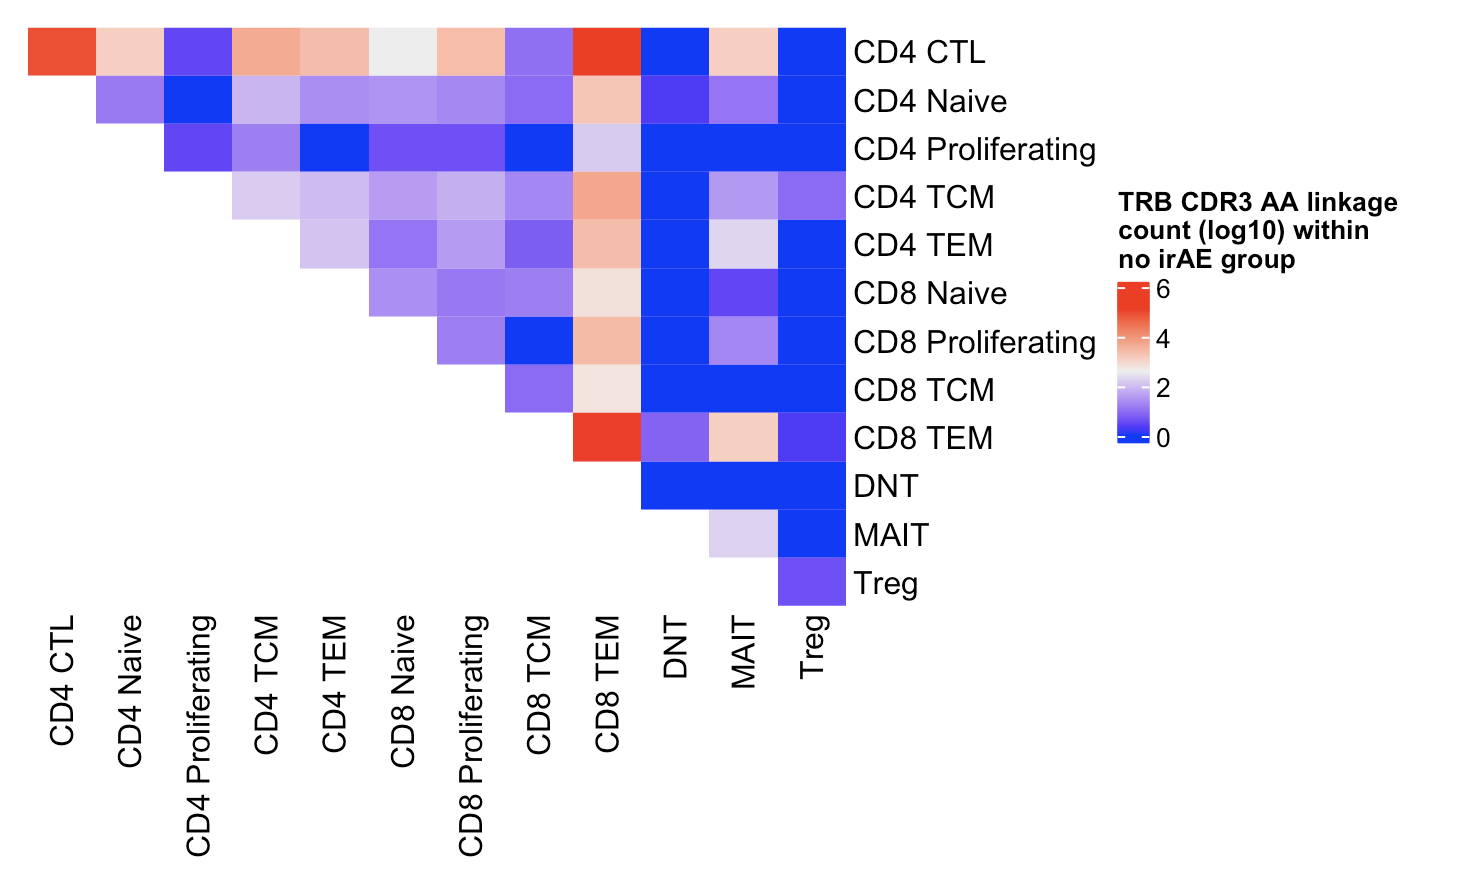 CD4 CTL
CD4 Naive
CD4 Proliferating
CD4 TCM
CD4 TEM
CD8 Naive
CD8 Proliferating
CD8 TCM
CD8 TEM
DNT
MAIT
Treg
TRB CDR3 AA linkage
count (log10) within
no irAE group
6
4
2
0
CD4 CTL
CD4 Naive
CD4 Proliferating
CD4 TCM
CD4 TEM
CD8 Naive
CD8 Proliferating
CD8 TCM
CD8 TEM
DNT
MAIT
Treg